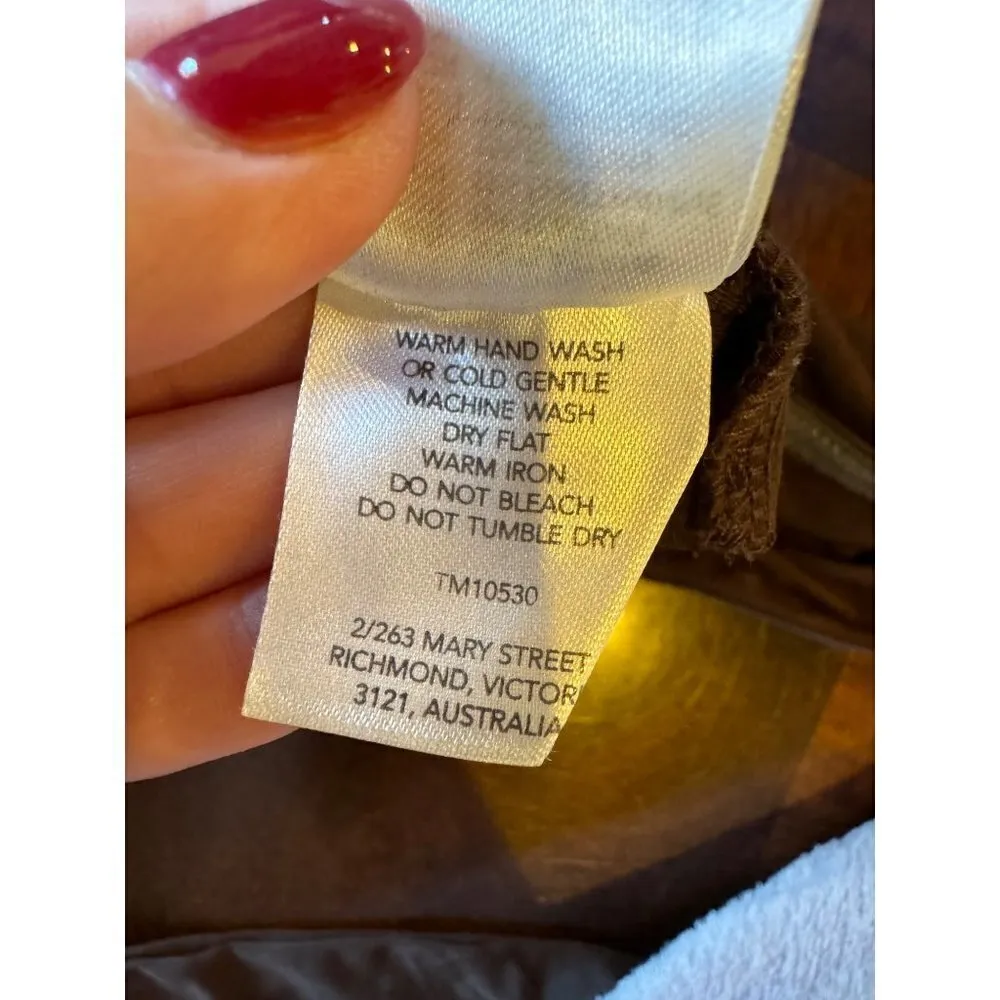 WARM HAND WASH
OR COLD GENTLE
MACHINE WASH
DRY FLAT
WARM IRON
DO NOT BLEACH
DO NOT TUMBLE DRY
TM10530
2/263 MARY STREET
RICHMOND, VICTOR
3121, AUSTRALIA